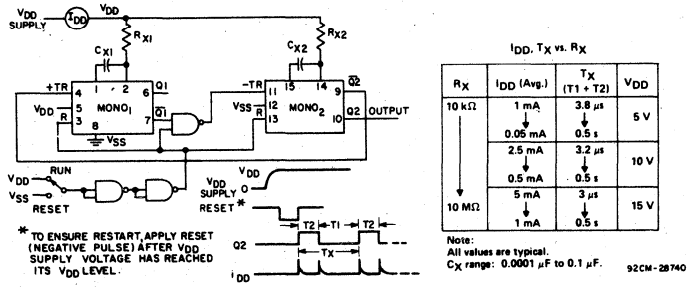 VDD SUPPLY
IDD
VDD
RX1
CX1
RX2
CX2
+TR
4
1
2
6
Q1
VDD
5
MONO1
R
3
8
7
Q1
VSS
15
14
-TR
11
9
Q2
VSS
12
MONO2
R
13
10
Q2
OUTPUT
RUN
VDD
VSS
RESET
* TO ENSURE RESTART, APPLY RESET
(NEGATIVE PULSE) AFTER VDD
SUPPLY VOLTAGE HAS REACHED
ITS VDD LEVEL.
VDD
VDD SUPPLY
O
RESET *
T2
T1
T2
Q2
TX
iDD
IDD, TX vs. RX
RX
IDD (Avg.)
TX
(T1 + T2)
VDD
10 kΩ
1 mA
3.8 μs
5 V
0.05 mA
0.5 s
2.5 mA
3.2 μs
10 V
0.5 mA
0.5 s
5 mA
3 μs
15 V
10 MΩ
1 mA
0.5s
Note:
All values are typical.
CX range: 0.0001 μF to 0.1 μF.
92CM-28740